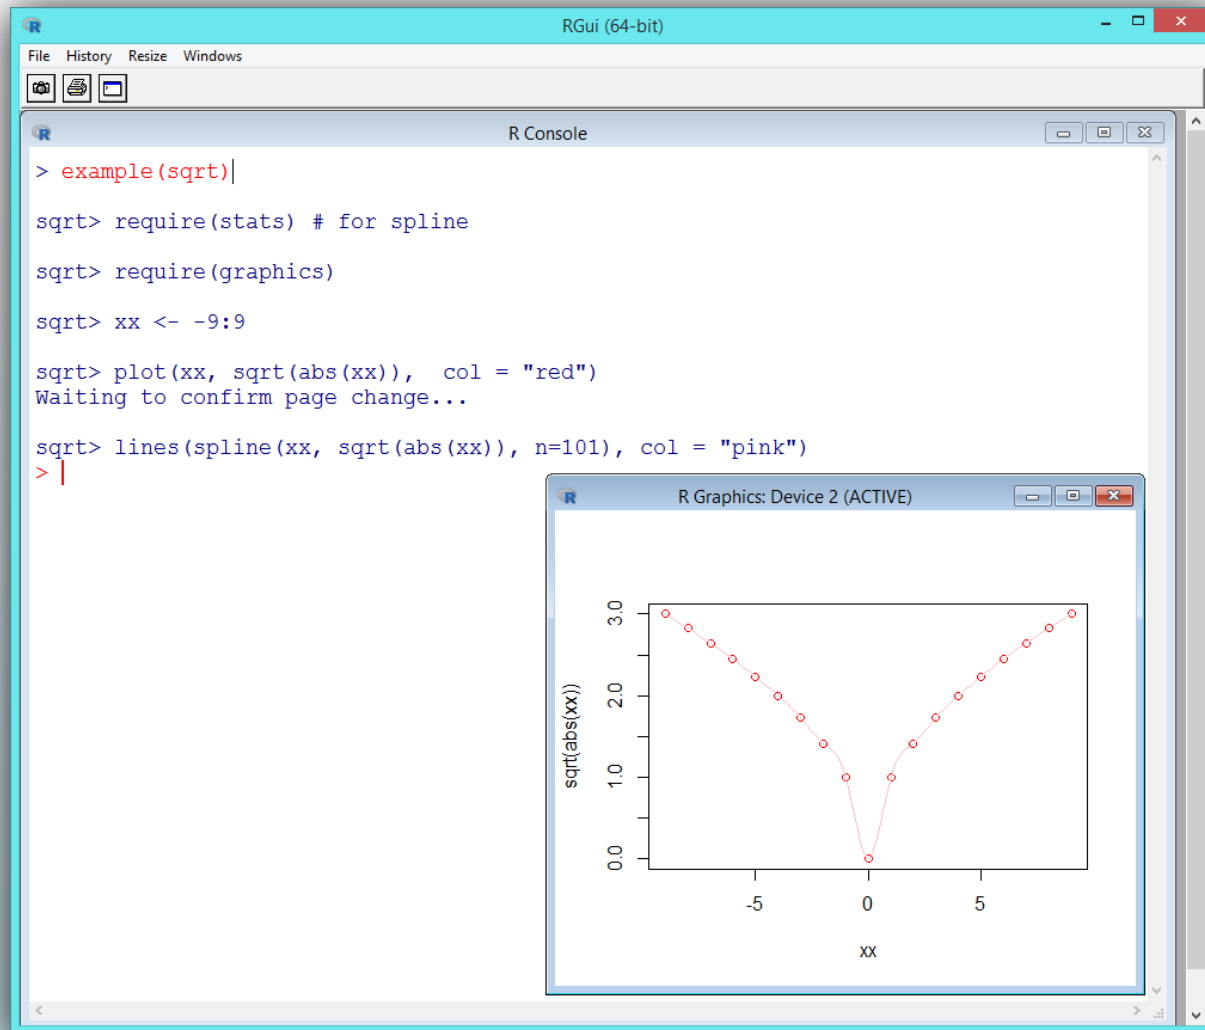 RGui (64-bit)
File History Resize Windows
R Console
> example(sqrt)
sqrt> require(stats) # for spline
sqrt> require(graphics)
sqrt> xx <- -9:9
sqrt> plot(xx, sqrt(abs(xx)),  col = "red")
Waiting to confirm page change...
sqrt> lines(spline(xx, sqrt(abs(xx)), n=101), col = "pink")
>
R Graphics: Device 2 (ACTIVE)
sqrt(abs(xx))
3.0
2.0
1.0
0.0
-5 0 5
xx